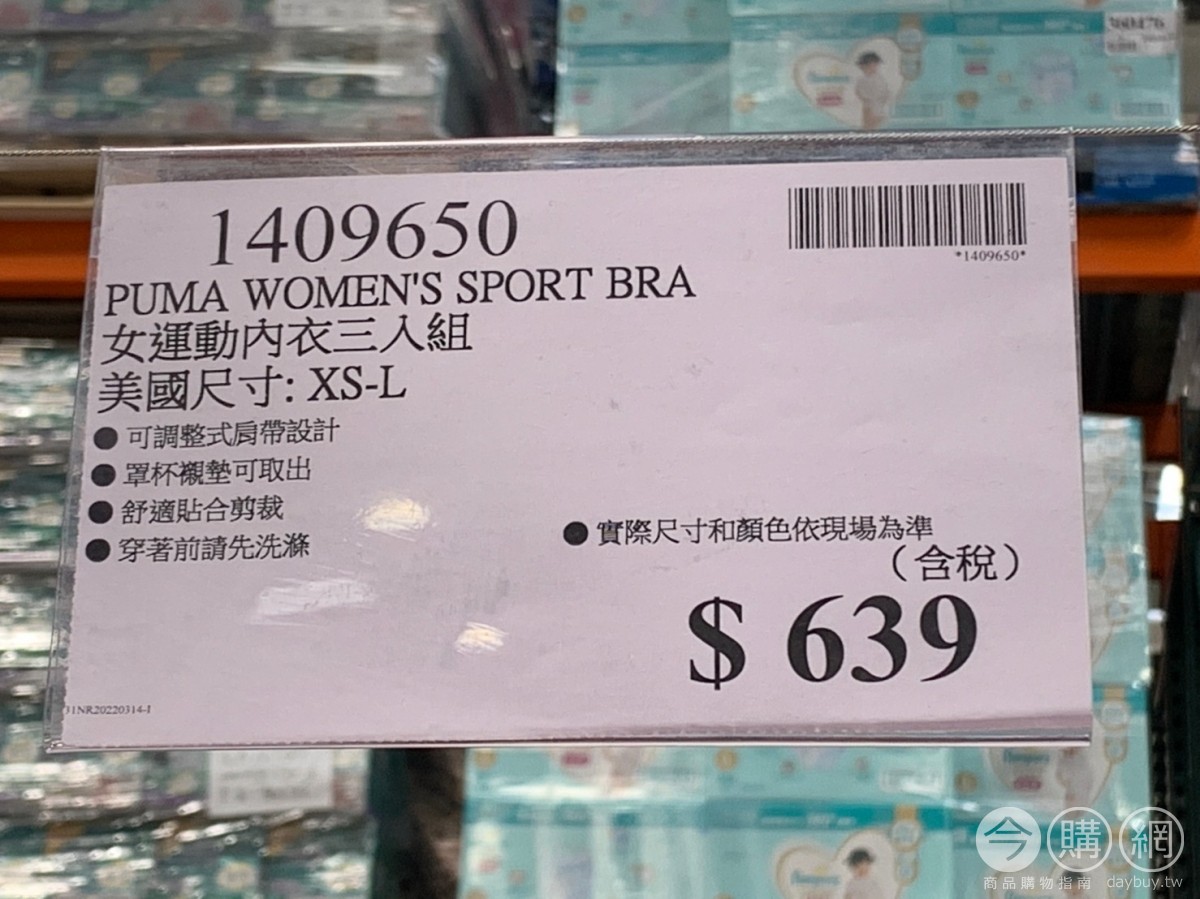 1409650
*1409650*
PUMA WOMEN'S SPORT BRA
女運動內衣三入組
美國尺寸: XS-L
● 可調整式肩帶設計
● 罩杯襯墊可取出
● 舒適貼合剪裁
● 穿著前請先洗滌
● 實際尺寸和顏色依現場為準
（含稅）
$ 639
31NR20220314-1
Pampers
今購網
商品購物指南 daybuy.tw